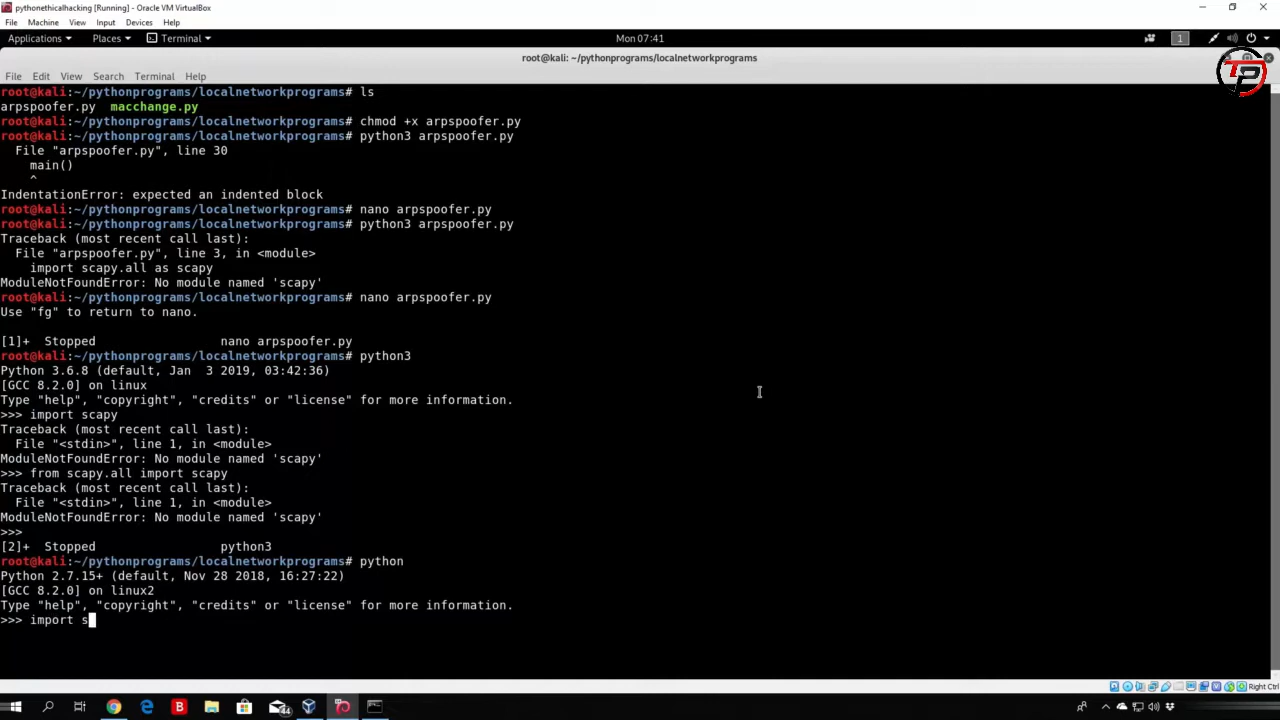 pythonethicalhacking [Running] - Oracle VM VirtualBox
File Machine View Input Devices Help
Applications Places Terminal Mon 07:41 1
root@kali: ~/pythonprograms/localnetworkprograms
File Edit View Search Terminal Help
TP
root@kali:~/pythonprograms/localnetworkprograms# ls
arpspoofer.py macchange.py
root@kali:~/pythonprograms/localnetworkprograms# chmod +x arpspoofer.py
root@kali:~/pythonprograms/localnetworkprograms# python3 arpspoofer.py
File "arpspoofer.py", line 30
main()
^
IndentationError: expected an indented block
root@kali:~/pythonprograms/localnetworkprograms# nano arpspoofer.py
root@kali:~/pythonprograms/localnetworkprograms# python3 arpspoofer.py
Traceback (most recent call last):
File "arpspoofer.py", line 3, in <module>
import scapy.all as scapy
ModuleNotFoundError: No module named 'scapy'
root@kali:~/pythonprograms/localnetworkprograms# nano arpspoofer.py
Use "fg" to return to nano.
[1]+ Stopped nano arpspoofer.py
root@kali:~/pythonprograms/localnetworkprograms# python3
Python 3.6.8 (default, Jan 3 2019, 03:42:36)
[GCC 8.2.0] on linux
Type "help", "copyright", "credits" or "license" for more information.
>>> import scapy
Traceback (most recent call last):
File "<stdin>", line 1, in <module>
ModuleNotFoundError: No module named 'scapy'
>>> from scapy.all import scapy
Traceback (most recent call last):
File "<stdin>", line 1, in <module>
ModuleNotFoundError: No module named 'scapy'
>>>
[2]+ Stopped python3
root@kali:~/pythonprograms/localnetworkprograms# python
Python 2.7.15+ (default, Nov 28 2018, 16:27:22)
[GCC 8.2.0] on linux2
Type "help", "copyright", "credits" or "license" for more information.
>>> import s
Right Ctrl
B 44